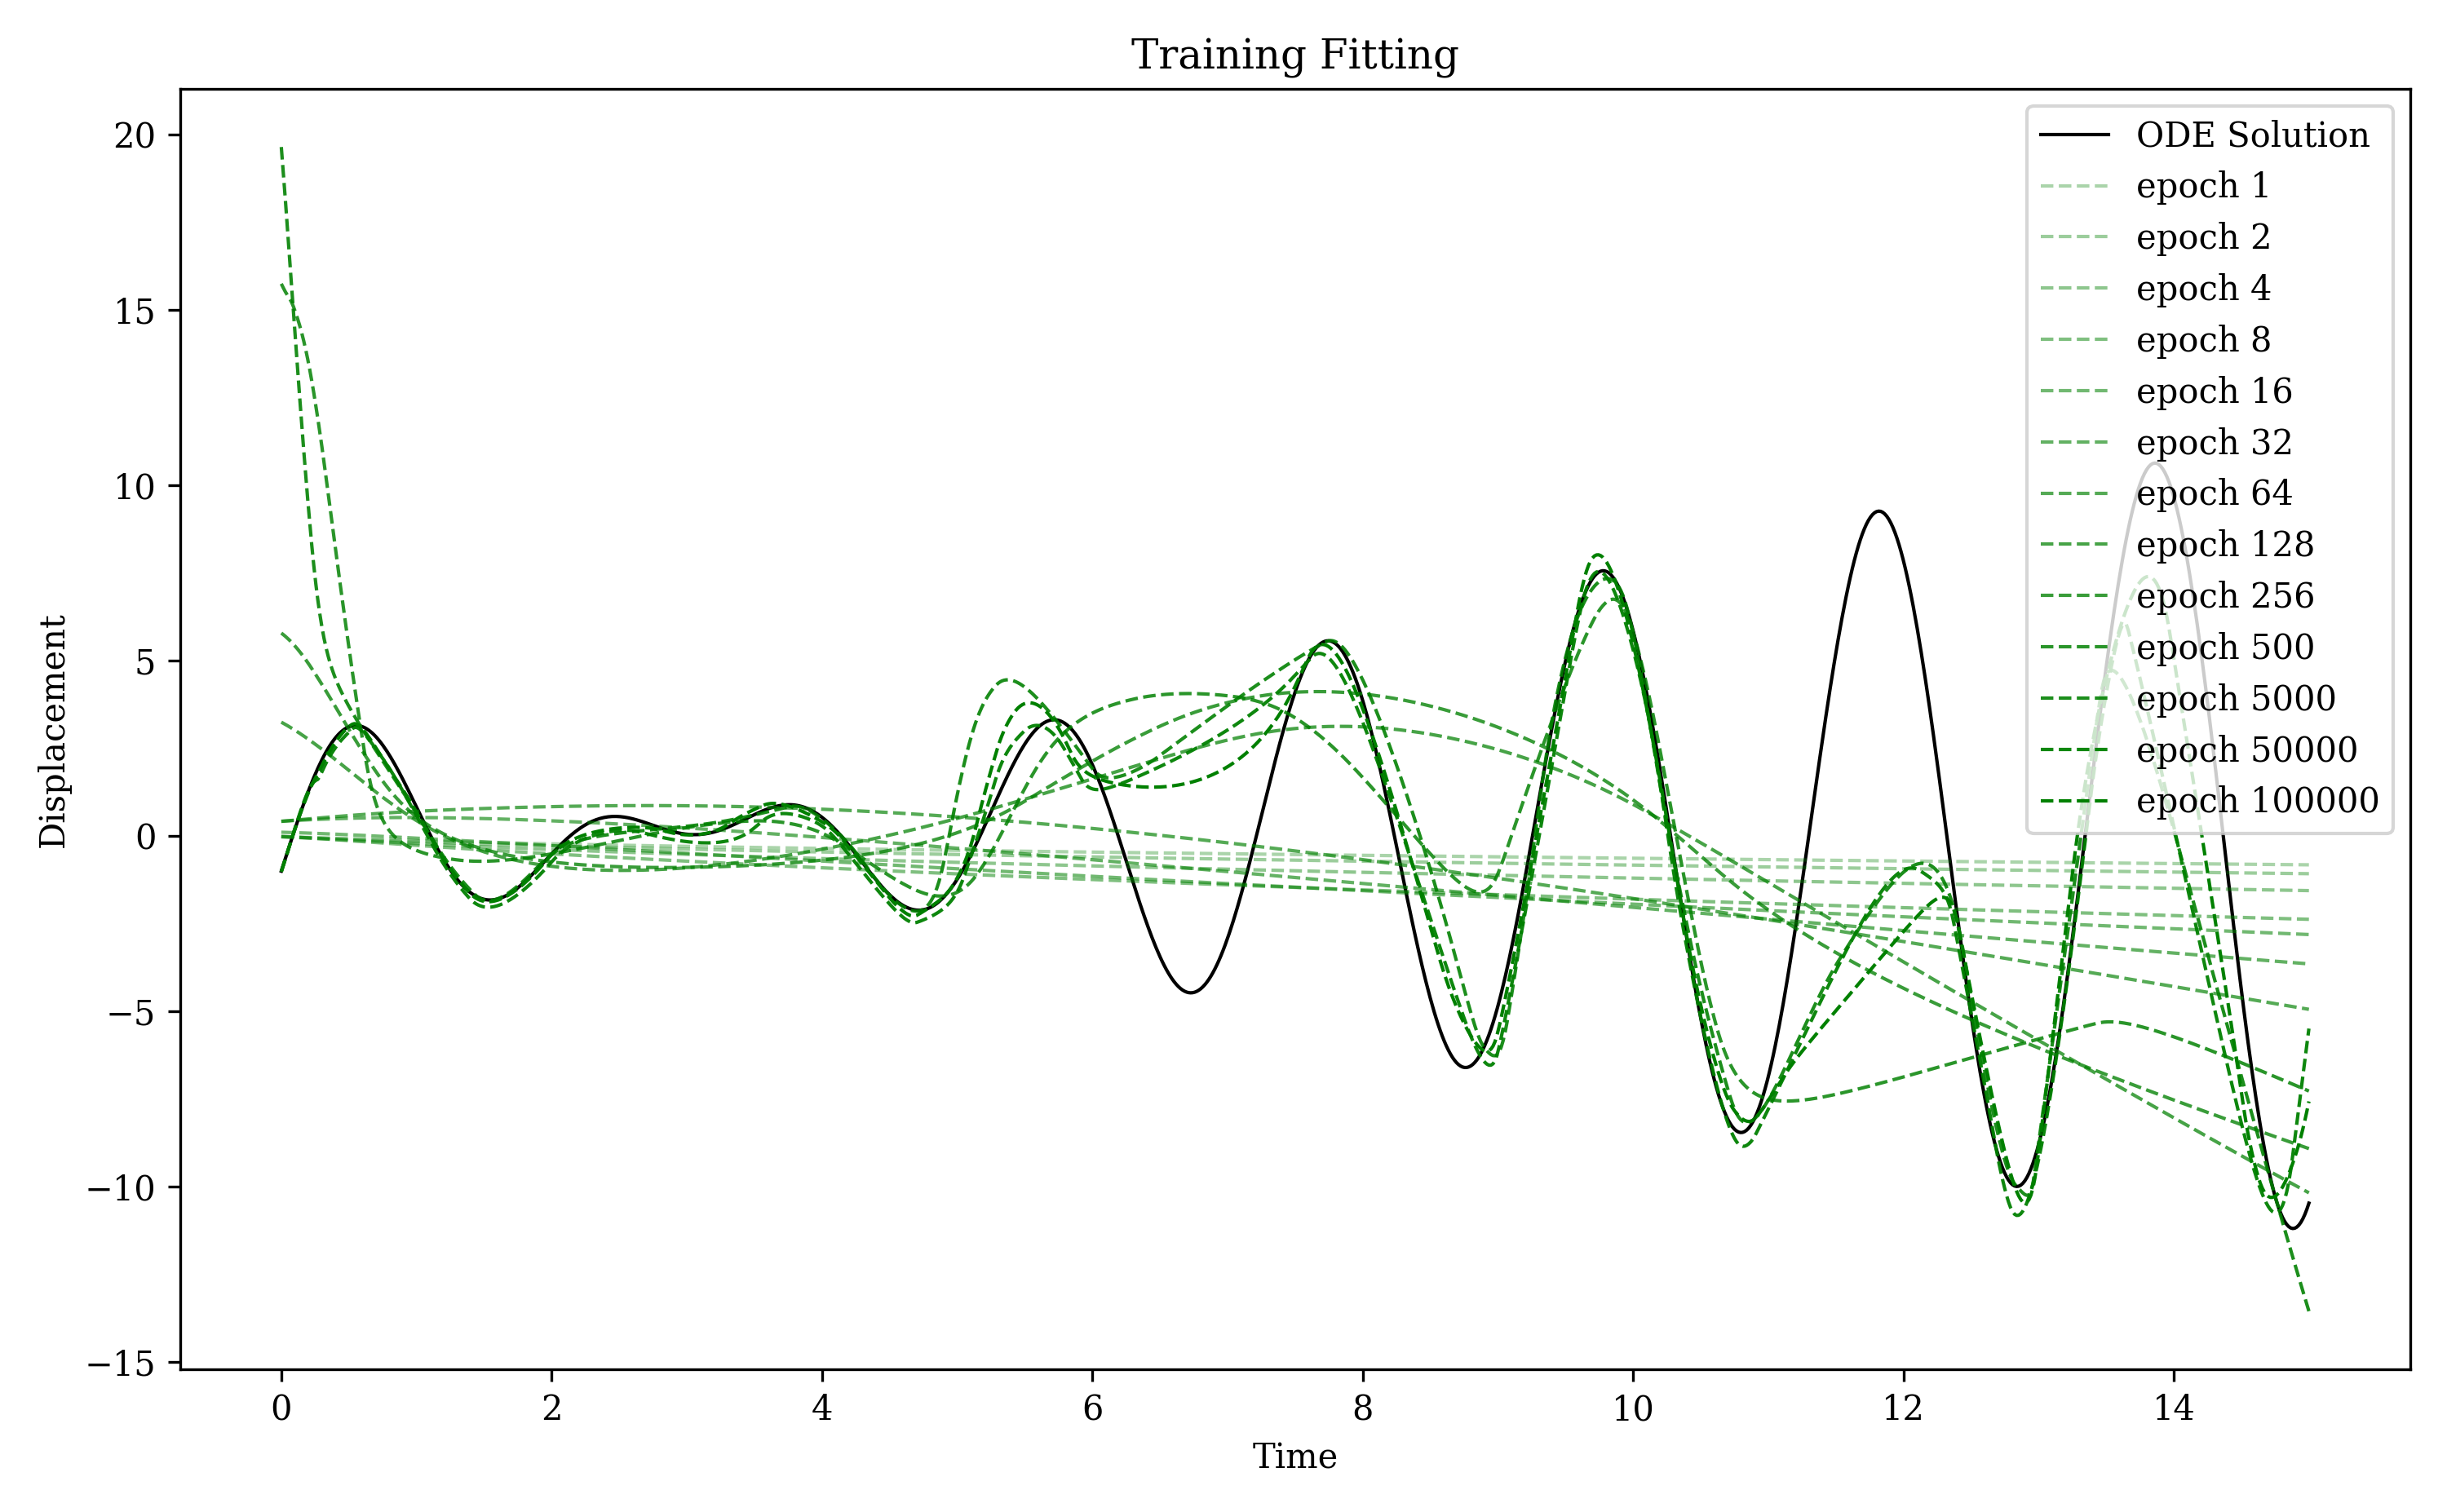 Training Fitting
20
15
10
5
0
−5
−10
−15
Displacement
0 2 4 6 8 10 12 14
Time
ODE Solution
epoch 1
epoch 2
epoch 4
epoch 8
epoch 16
epoch 32
epoch 64
epoch 128
epoch 256
epoch 500
epoch 5000
epoch 50000
epoch 100000